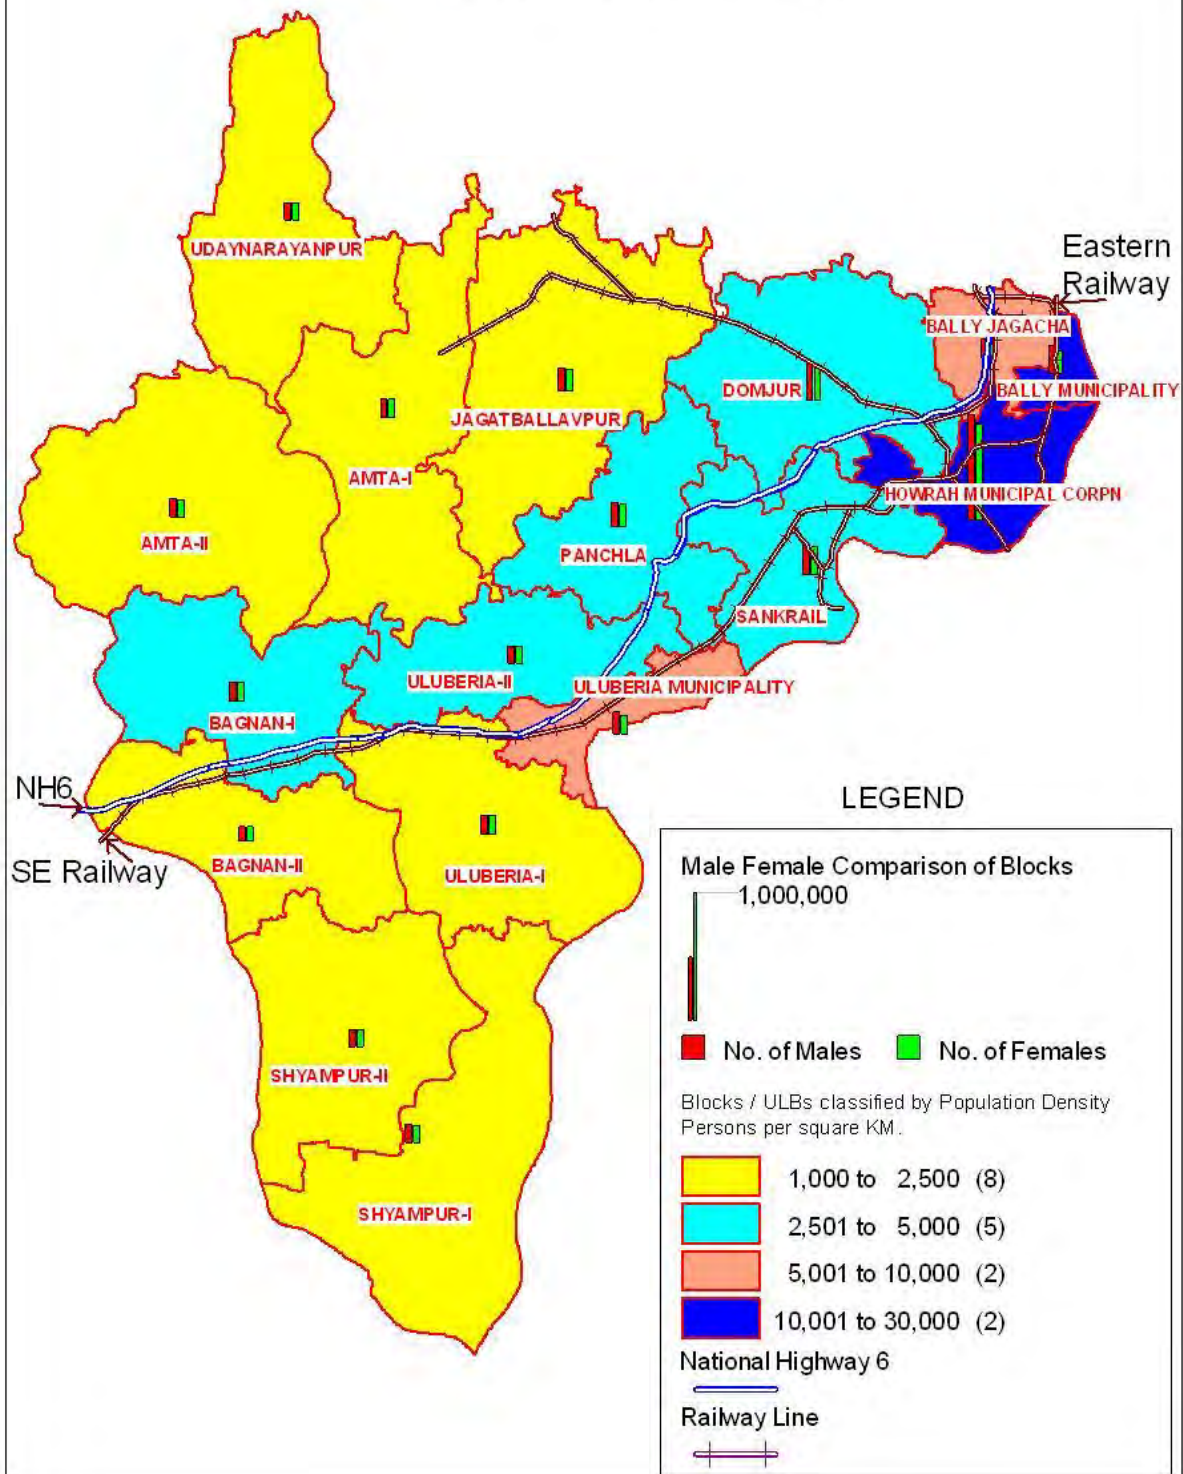 Eastern
Railway
UDAYNARAYANPUR
BALLY JAGACHA
DOMJUR
BALLY MUNICIPALITY
JAGATBALLAVPUR
AMTA-I
HOWRAH MUNICIPAL CORPN
AMTA-II
PANCHLA
SANKRAIL
ULUBERIA-II
ULUBERIA MUNICIPALITY
BAGNAN-I
NH6
SE Railway
BAGNAN-II
ULUBERIA-I
SHYAMPUR-II
SHYAMPUR-I
LEGEND
Male Female Comparison of Blocks
1,000,000
No. of Males No. of Females
Blocks / ULBs classified by Population Density
Persons per square KM.
1,000 to 2,500 (8)
2,501 to 5,000 (5)
5,001 to 10,000 (2)
10,001 to 30,000 (2)
National Highway 6
Railway Line